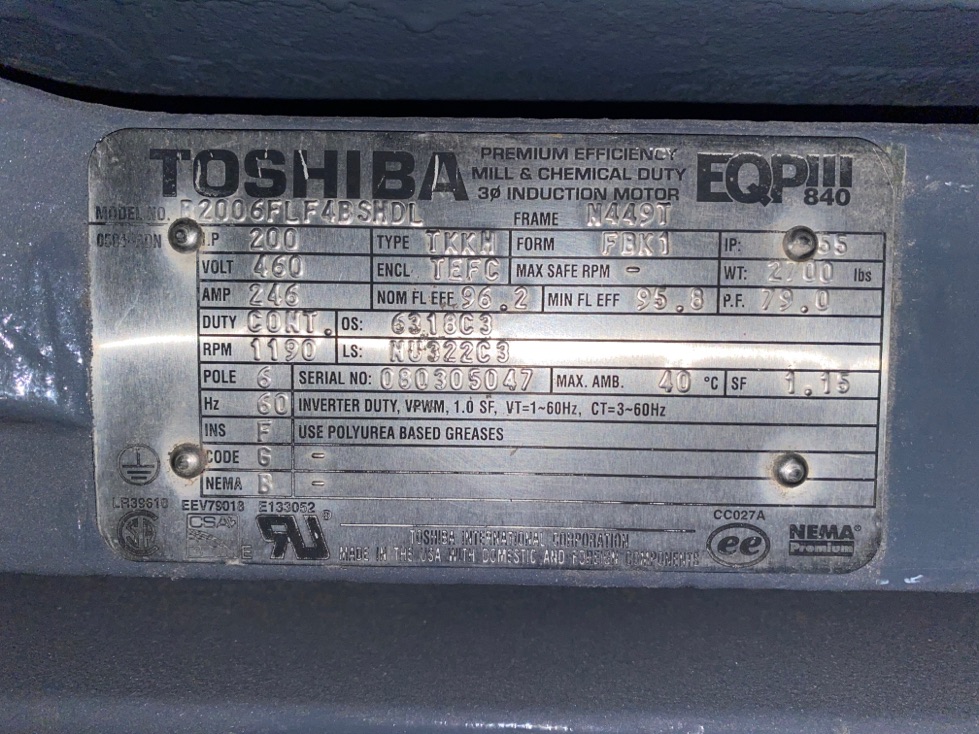 TOSHIBA
PREMIUM EFFICIENCY
MILL & CHEMICAL DUTY
3ø INDUCTION MOTOR
EQPIII
840
MODEL NO. 2006FLF4BSHDL FRAME N449T
200 TYPE TKKH FORM FBK1 IP: 55
VOLT 460 ENCL TEFC MAX SAFE RPM - WT: 2700 lbs
AMP 246 NOM FL EFF 96.2 MIN FL EFF 95.8 P.F. 79.0
DUTY CONT. OS: 6318C3
RPM 1190 LS: NU322C3
POLE 6 SERIAL NO: 080305047 MAX. AMB. 40 °C SF 1.15
Hz 60 INVERTER DUTY, VPWM, 1.0 SF, VT=1~60Hz, CT=3~60Hz
INS F USE POLYUREA BASED GREASES
CODE G -
NEMA B -
LR39610 EEV79018 E133052 CC027A
CSA E ® ee NEMA®
Premium
TOSHIBA INTERNATIONAL CORPORATION
MADE IN THE USA WITH DOMESTIC AND FOREIGN COMPONENTS